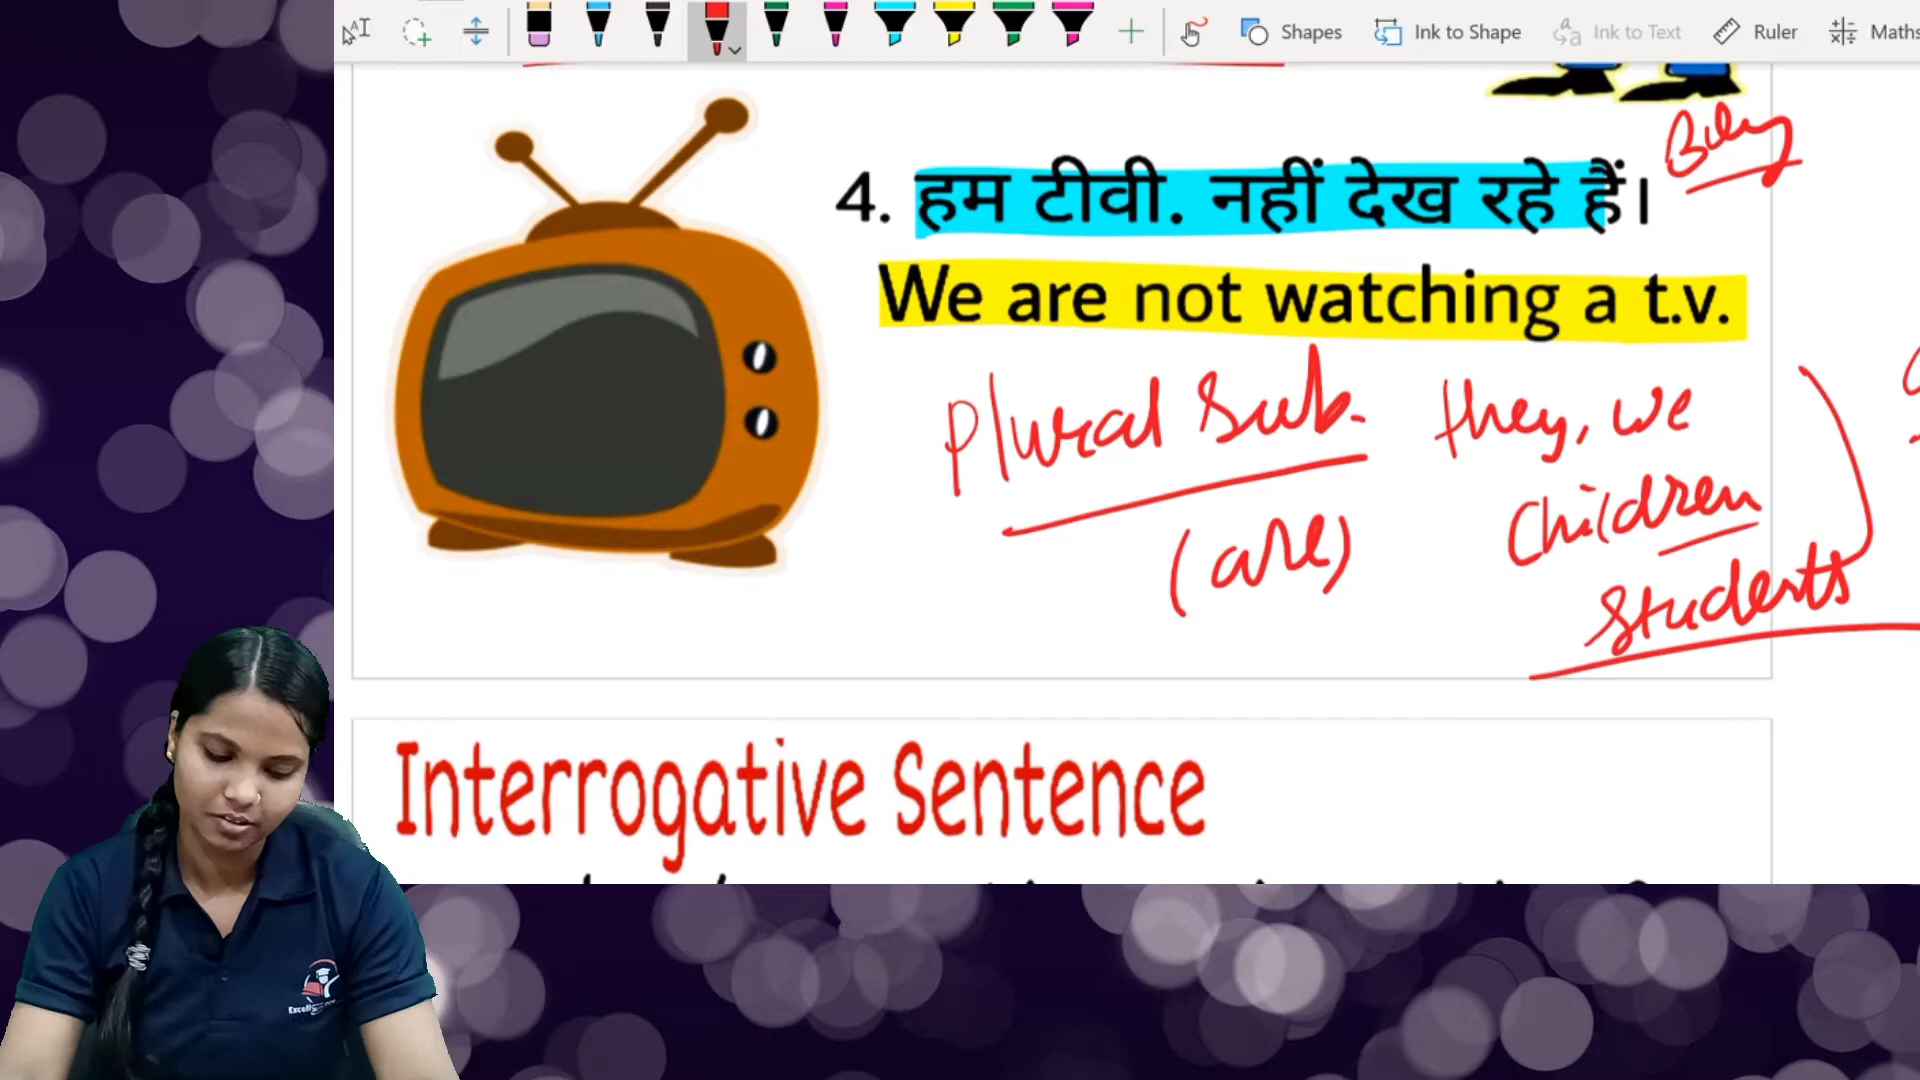 Shapes Ink to Shape Ink to Text Ruler Maths
4. हम टीवी. नहीं देख रहे हैं।
We are not watching a t.v.
Plural Sub. they, we
children
(are)
students
Interrogative Sentence